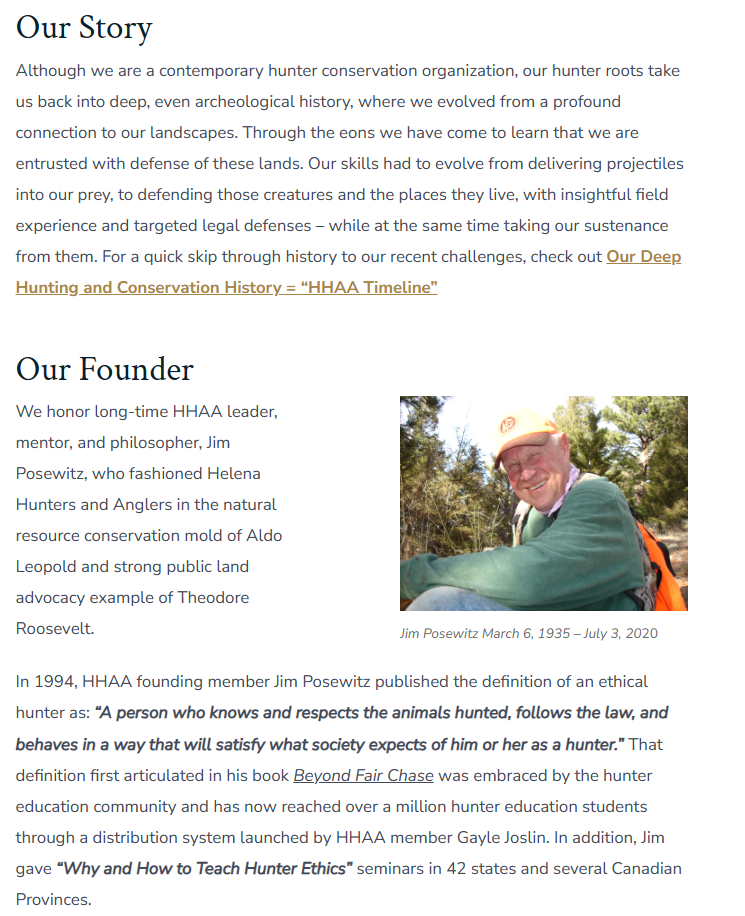 Our Story
Although we are a contemporary hunter conservation organization, our hunter roots take
us back into deep, even archeological history, where we evolved from a profound
connection to our landscapes. Through the eons we have come to learn that we are
entrusted with defense of these lands. Our skills had to evolve from delivering projectiles
into our prey, to defending those creatures and the places they live, with insightful field
experience and targeted legal defenses – while at the same time taking our sustenance
from them. For a quick skip through history to our recent challenges, check out Our Deep
Hunting and Conservation History = “HHAA Timeline”
Our Founder
We honor long-time HHAA leader,
mentor, and philosopher, Jim
Posewitz, who fashioned Helena
Hunters and Anglers in the natural
resource conservation mold of Aldo
Leopold and strong public land
advocacy example of Theodore
Roosevelt.
Jim Posewitz March 6, 1935 – July 3, 2020
In 1994, HHAA founding member Jim Posewitz published the definition of an ethical
hunter as: “A person who knows and respects the animals hunted, follows the law, and
behaves in a way that will satisfy what society expects of him or her as a hunter.” That
definition first articulated in his book Beyond Fair Chase was embraced by the hunter
education community and has now reached over a million hunter education students
through a distribution system launched by HHAA member Gayle Joslin. In addition, Jim
gave “Why and How to Teach Hunter Ethics” seminars in 42 states and several Canadian
Provinces.